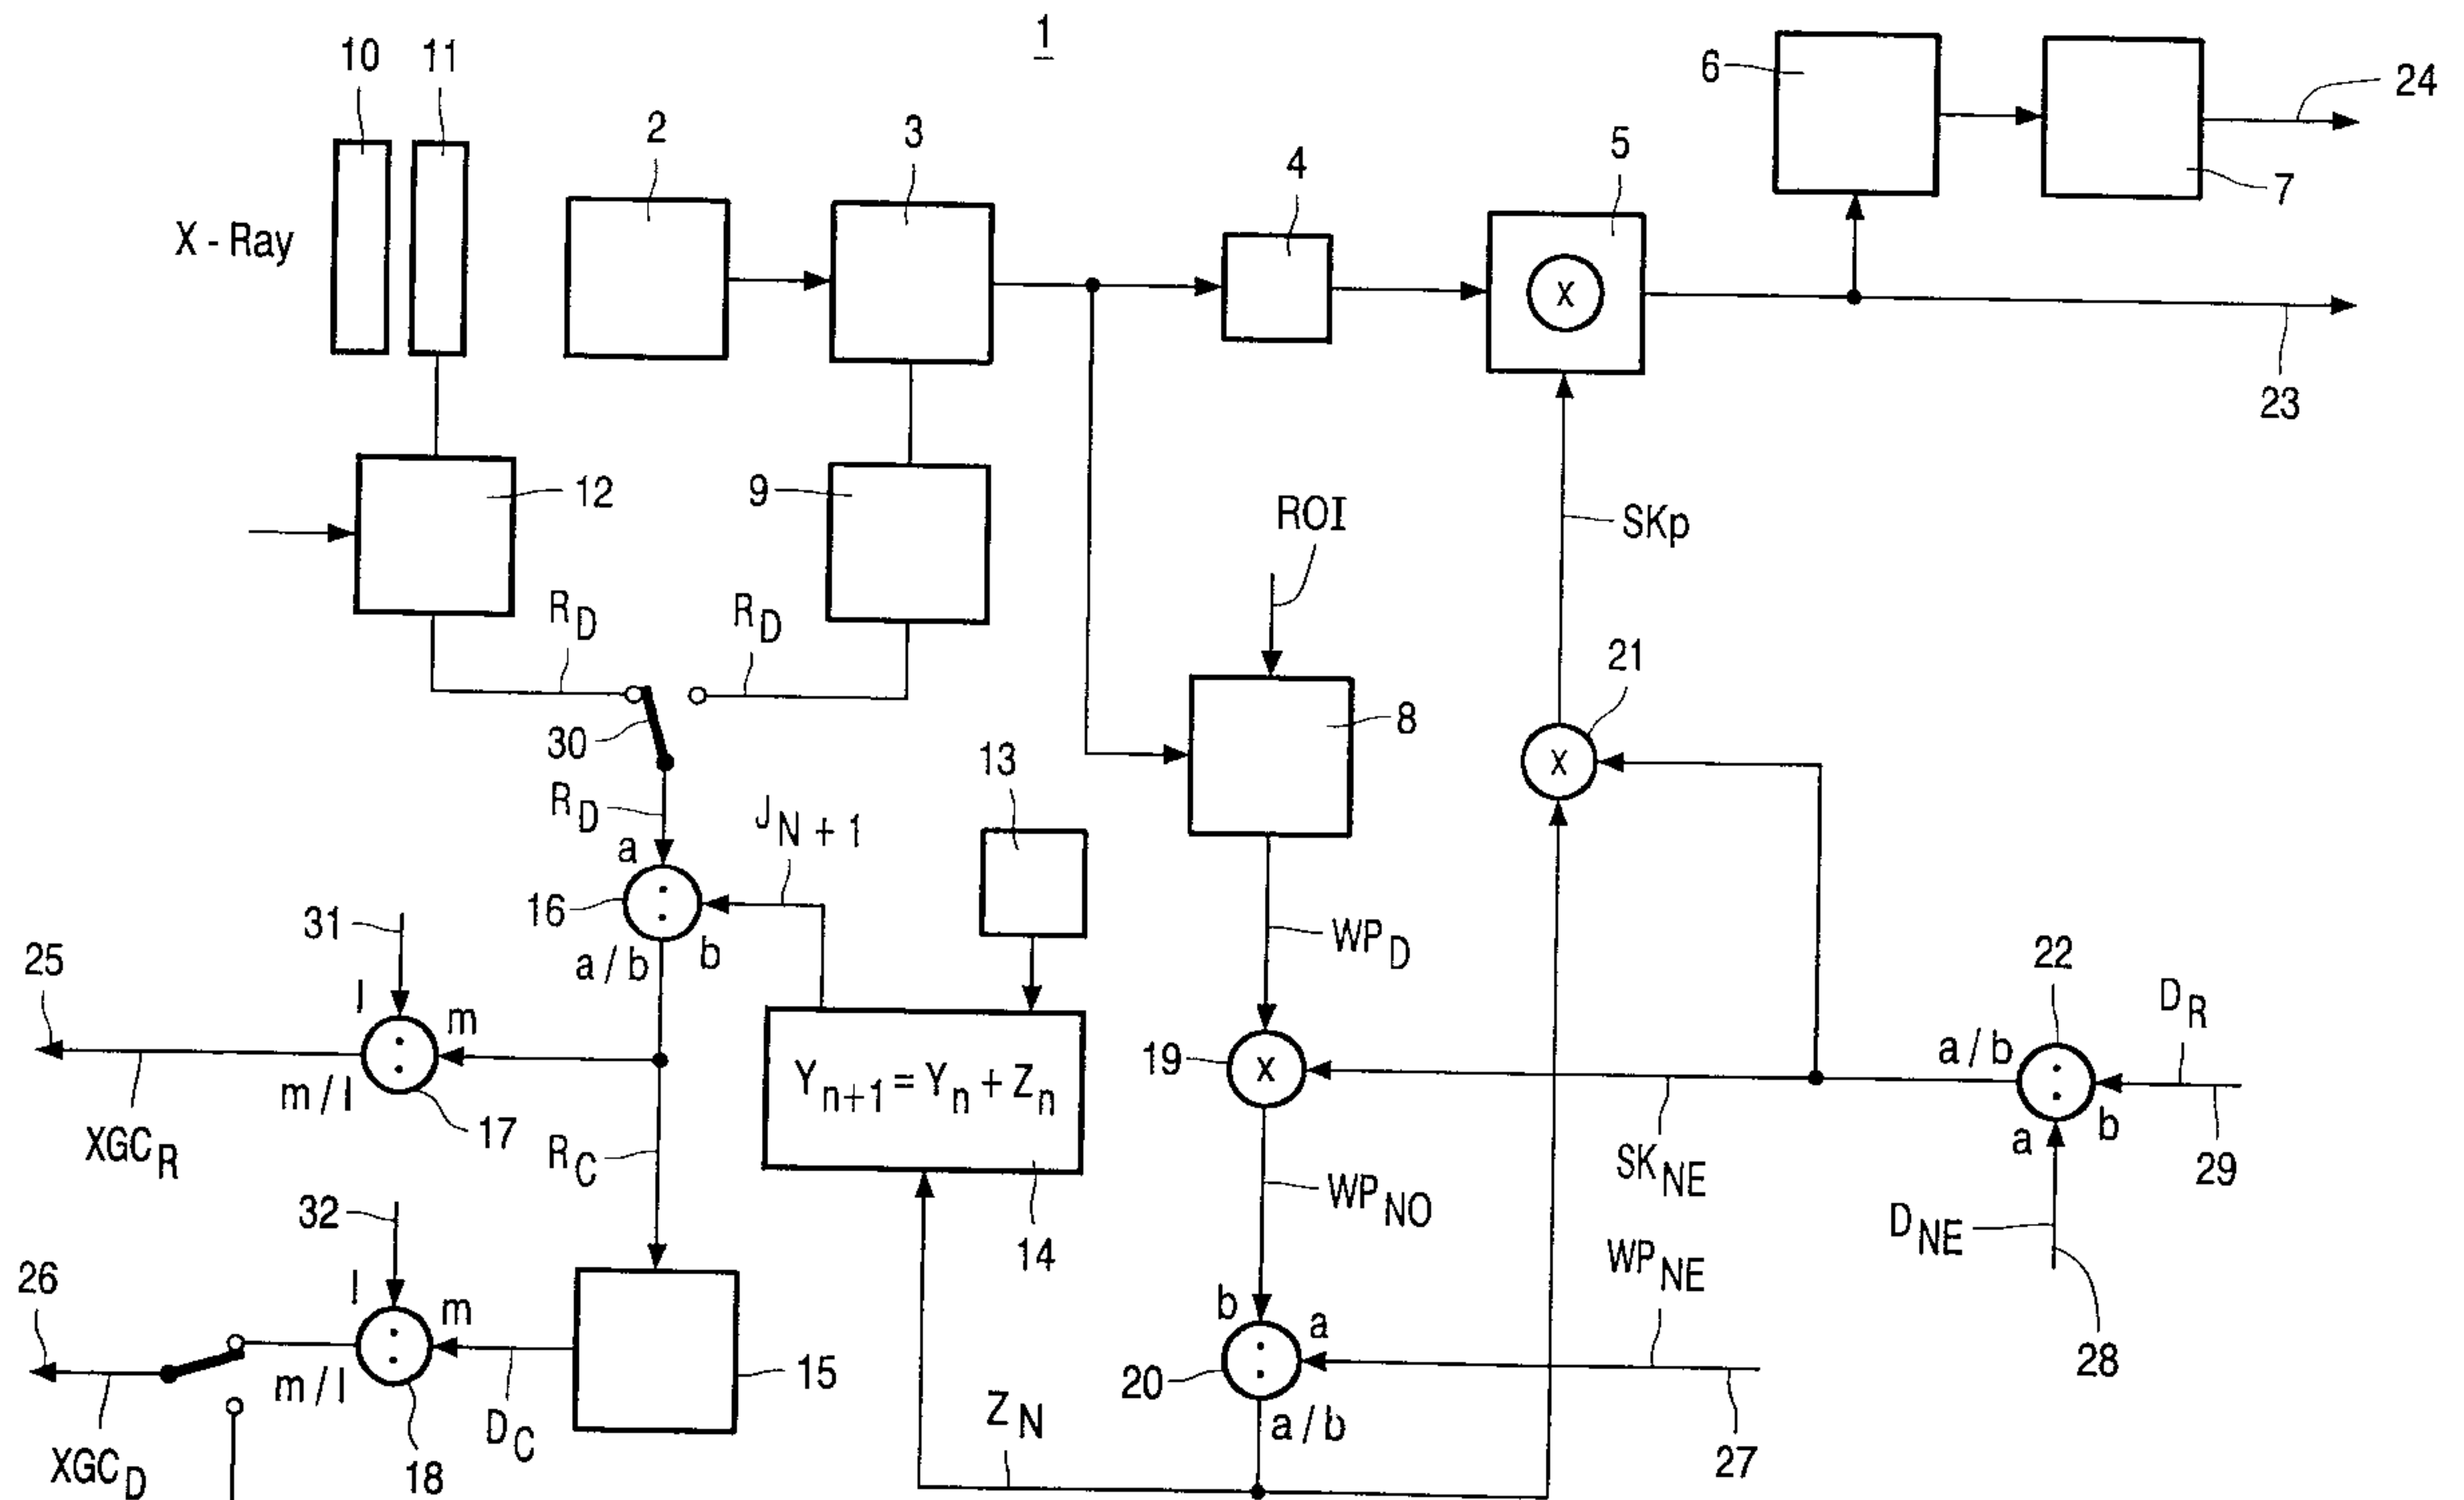 1
10 11
2
3
4
5
6
7
24
X - Ray
23
12
9
ROI
SKp
R_D
R_D
30
21
8
13
R_D
a
J_N + 1
16
a / b
b
31
25
l
m
m / l
17
XGC_R
R_C
Y_n+1 = Y_n + Z_n
14
WP_D
19
x
x
x
WP_NO
22
D_R
a / b
b
a
29
SK_NE
D_NE
28
WP_NE
27
32
26
l
m
m / l
18
XGC_D
D_C
15
b
a
20
a / b
Z_N